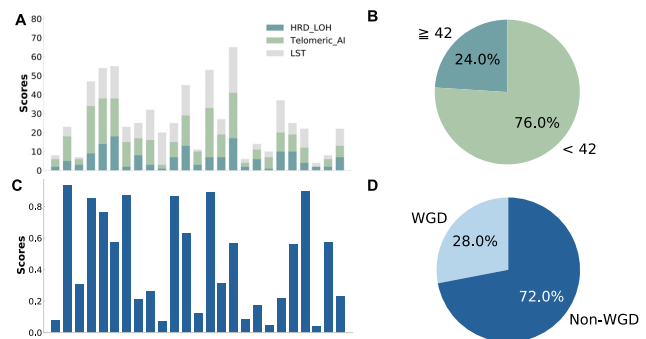 A
80
70
60
50
40
30
20
10
0
Scores
HRD_LOH
Telomeric_AI
LST
B
≧ 42
24.0%
76.0%
< 42
C
0.8
0.6
0.4
0.2
0.0
Scores
D
WGD
28.0%
72.0%
Non-WGD